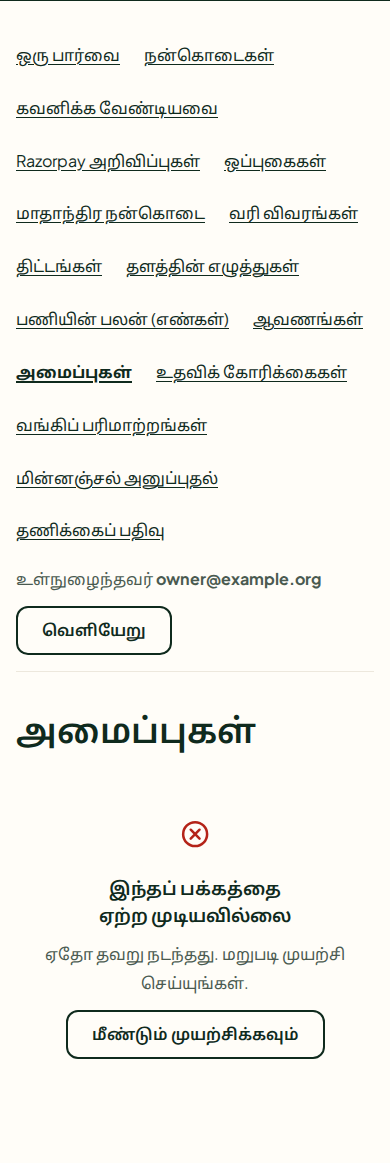 ஒரு பார்வை நன்கொடைகள்
கவனிக்க வேண்டியவை
Razorpay அறிவிப்புகள் ஒப்புகைகள்
மாதாந்திர நன்கொடை வரி விவரங்கள்
திட்டங்கள் தளத்தின் எழுத்துகள்
பணியின் பலன் (எண்கள்) ஆவணங்கள்
அமைப்புகள் உதவிக் கோரிக்கைகள்
வங்கிப் பரிமாற்றங்கள்
மின்னஞ்சல் அனுப்புதல்
தணிக்கைப் பதிவு
உள்நுழைந்தவர் owner@example.org
வெளியேறு
அமைப்புகள்
இந்தப் பக்கத்தை
ஏற்ற முடியவில்லை
ஏதோ தவறு நடந்தது. மறுபடி முயற்சி
செய்யுங்கள்.
மீண்டும் முயற்சிக்கவும்